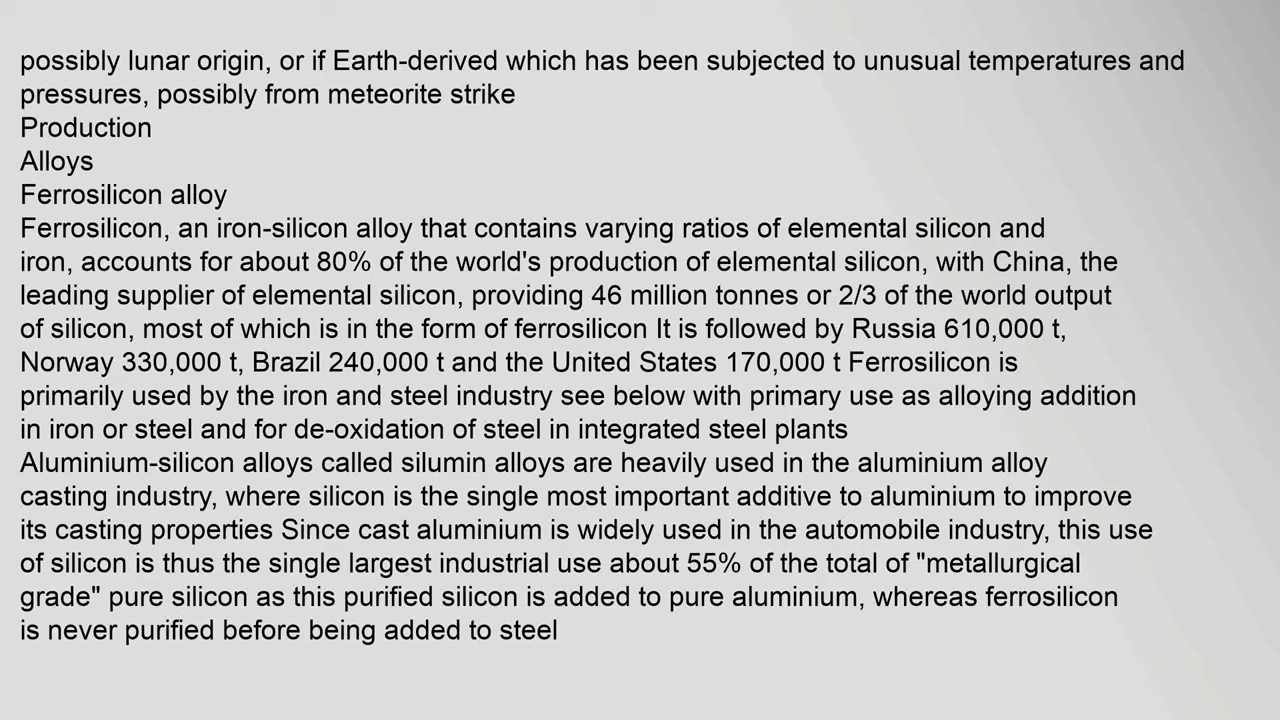 possibly lunar origin, or if Earth-derived which has been subjected to unusual temperatures and
pressures, possibly from meteorite strike
Production
Alloys
Ferrosilicon alloy
Ferrosilicon, an iron-silicon alloy that contains varying ratios of elemental silicon and
iron, accounts for about 80% of the world's production of elemental silicon, with China, the
leading supplier of elemental silicon, providing 46 million tonnes or 2/3 of the world output
of silicon, most of which is in the form of ferrosilicon It is followed by Russia 610,000 t,
Norway 330,000 t, Brazil 240,000 t and the United States 170,000 t Ferrosilicon is
primarily used by the iron and steel industry see below with primary use as alloying addition
in iron or steel and for de-oxidation of steel in integrated steel plants
Aluminium-silicon alloys called silumin alloys are heavily used in the aluminium alloy
casting industry, where silicon is the single most important additive to aluminium to improve
its casting properties Since cast aluminium is widely used in the automobile industry, this use
of silicon is thus the single largest industrial use about 55% of the total of "metallurgical
grade" pure silicon as this purified silicon is added to pure aluminium, whereas ferrosilicon
is never purified before being added to steel